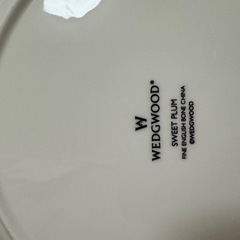 W
WEDGWOOD®
SWEET PLUM
FINE ENGLISH BONE CHINA
©WEDGWOOD